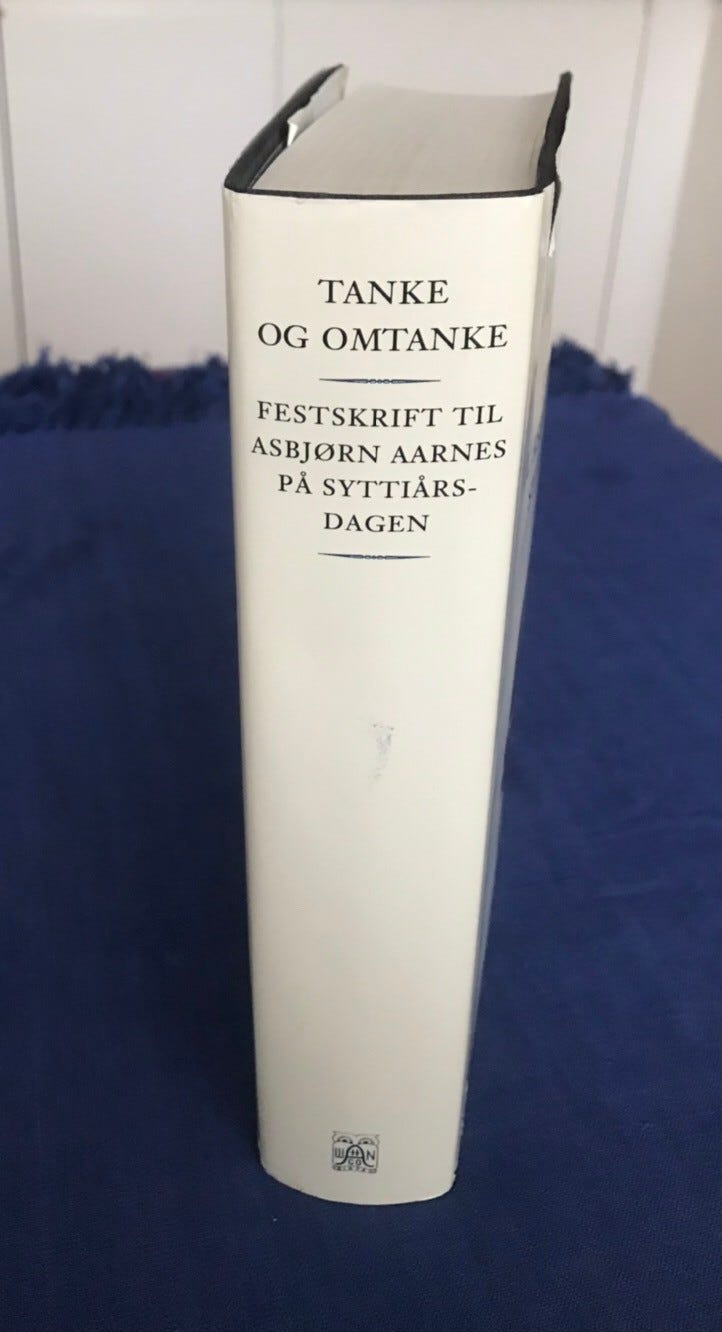 TANKE
OG OMTANKE
FESTSKRIFT TIL
ASBJØRN AARNES
PÅ SYTTIÅRS-
DAGEN